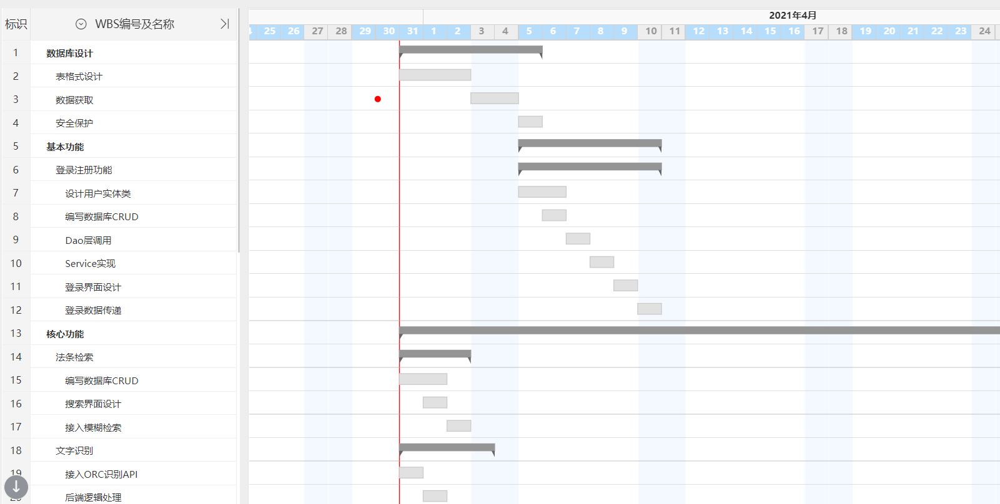 2021年4月
标识 WBS编号及名称
4 25 26 27 28 29 30 31 1 2 3 4 5 6 7 8 9 10 11 12 13 14 15 16 17 18 19 20 21 22 23 24
1 数据库设计
2 表格式设计
3 数据获取
4 安全保护
5 基本功能
6 登录注册功能
7 设计用户实体类
8 编写数据库CRUD
9 Dao层调用
10 Service实现
11 登录界面设计
12 登录数据传递
13 核心功能
14 法条检索
15 编写数据库CRUD
16 搜索界面设计
17 接入模糊检索
18 文字识别
19 接入ORC识别API
后端逻辑处理